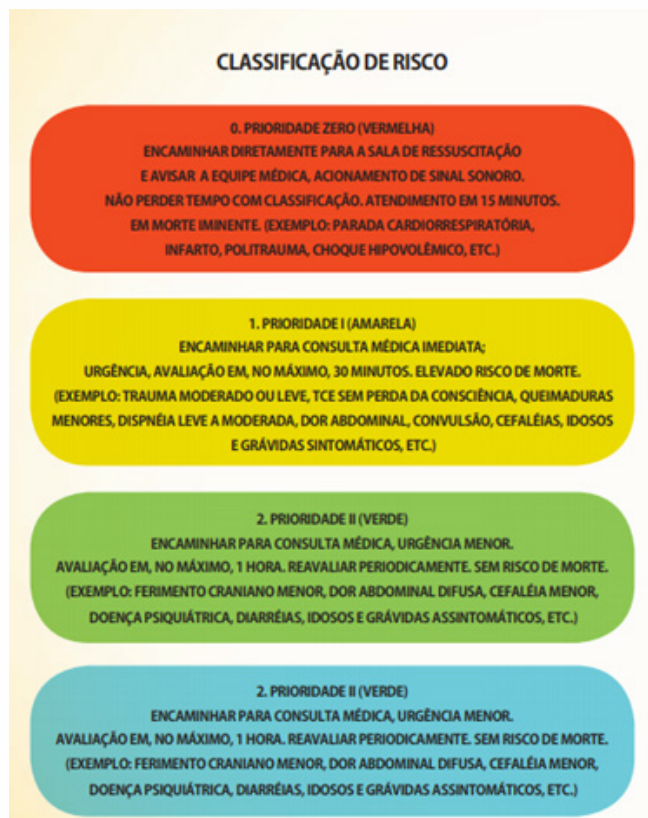 CLASSIFICAÇÃO DE RISCO
0. PRIORIDADE ZERO (VERMELHA)
ENCAMINHAR DIRETAMENTE PARA A SALA DE RESSUSCITAÇÃO
E AVISAR A EQUIPE MÉDICA, ACIONAMENTO DE SINAL SONORO.
NÃO PERDER TEMPO COM CLASSIFICAÇÃO. ATENDIMENTO EM 15 MINUTOS.
EM MORTE IMINENTE. (EXEMPLO: PARADA CARDIORRESPIRATÓRIA,
INFARTO, POLITRAUMA, CHOQUE HIPOVOLÊMICO, ETC.)
1. PRIORIDADE I (AMARELA)
ENCAMINHAR PARA CONSULTA MÉDICA IMEDIATA;
URGÊNCIA, AVALIAÇÃO EM, NO MÁXIMO, 30 MINUTOS. ELEVADO RISCO DE MORTE.
(EXEMPLO: TRAUMA MODERADO OU LEVE, TCE SEM PERDA DA CONSCIÊNCIA, QUEIMADURAS
MENORES, DISPNÉIA LEVE A MODERADA, DOR ABDOMINAL, CONVULSÃO, CEFALÉIAS, IDOSOS
E GRÁVIDAS SINTOMÁTICOS, ETC.)
2. PRIORIDADE II (VERDE)
ENCAMINHAR PARA CONSULTA MÉDICA, URGÊNCIA MENOR.
AVALIAÇÃO EM, NO MÁXIMO, 1 HORA. REAVALIAR PERIODICAMENTE. SEM RISCO DE MORTE.
(EXEMPLO: FERIMENTO CRANIANO MENOR, DOR ABDOMINAL DIFUSA, CEFALÉIA MENOR,
DOENÇA PSIQUIÁTRICA, DIARRÉIAS, IDOSOS E GRÁVIDAS ASSINTOMÁTICOS, ETC.)
2. PRIORIDADE II (VERDE)
ENCAMINHAR PARA CONSULTA MÉDICA, URGÊNCIA MENOR.
AVALIAÇÃO EM, NO MÁXIMO, 1 HORA. REAVALIAR PERIODICAMENTE. SEM RISCO DE MORTE.
(EXEMPLO: FERIMENTO CRANIANO MENOR, DOR ABDOMINAL DIFUSA, CEFALÉIA MENOR,
DOENÇA PSIQUIÁTRICA, DIARRÉIAS, IDOSOS E GRÁVIDAS ASSINTOMÁTICOS, ETC.)